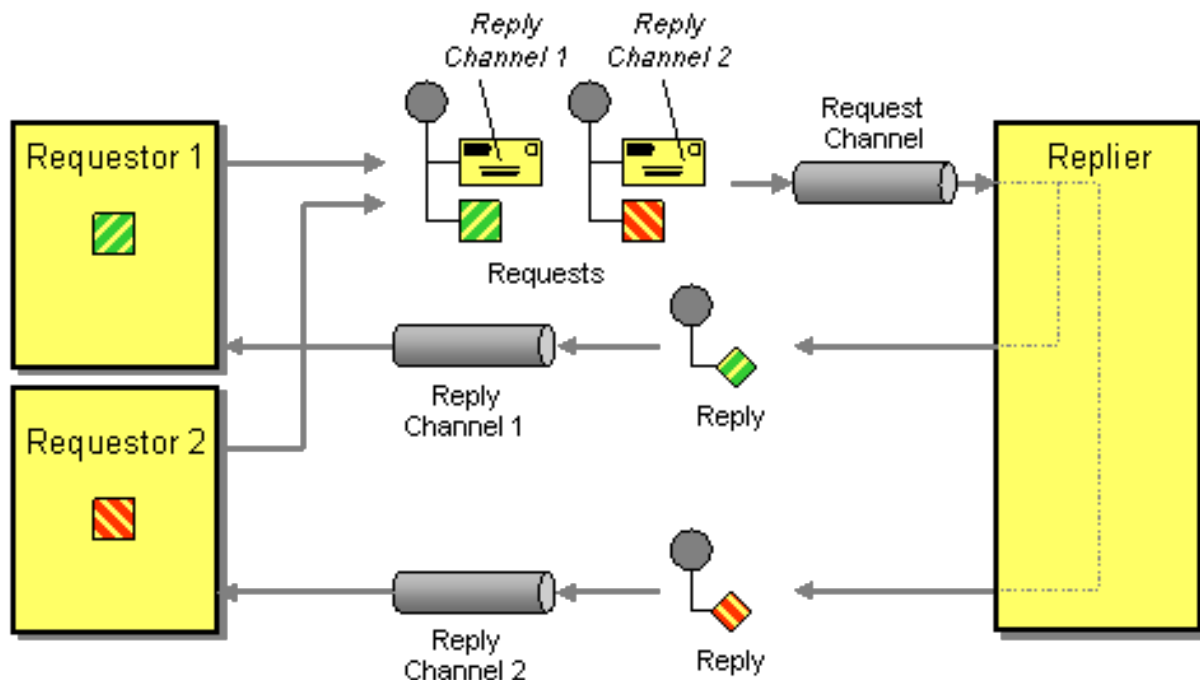 Reply
Channel 1
Reply
Channel 2
Request
Channel
Requestor 1
Replier
Requests
Reply
Channel 1
Reply
Requestor 2
Reply
Channel 2
Reply